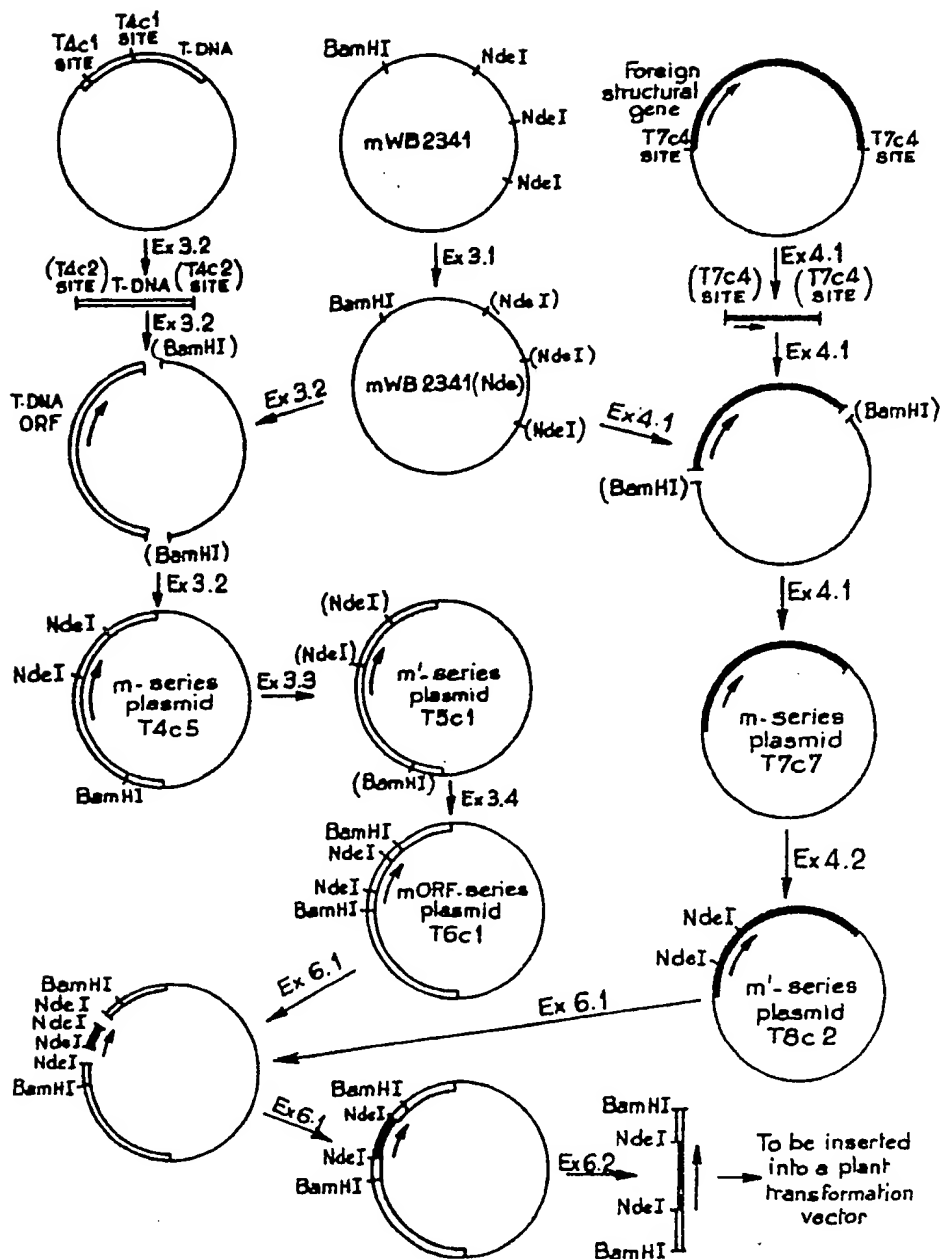 T4c1
SITE
T4c1
SITE
T-DNA
BamHI
NdeI
NdeI
NdeI
mWB2341
Foreign
structural
gene
T7c4
SITE
T7c4
SITE
Ex 3.2
Ex 3.1
Ex 4.1
(T4c2)
SITE
T-DNA
(T4c2)
SITE
(T7c4)
SITE
(T7c4)
SITE
Ex 3.2
Ex 4.1
BamHI
(NdeI)
(NdeI)
(NdeI)
mWB2341(Nde)
(BamHI)
T-DNA
ORF
(BamHI)
Ex 3.2
Ex 4.1
(BamHI)
(BamHI)
Ex 3.2
Ex 4.1
NdeI
NdeI
m-series
plasmid
T4c5
BamHI
Ex 3.3
(NdeI)
(NdeI)
m'-series
plasmid
T5c1
(BamHI)
m-series
plasmid
T7c7
Ex 3.4
Ex 4.2
BamHI
NdeI
NdeI
BamHI
mORF-series
plasmid
T6c1
NdeI
NdeI
m'-series
plasmid
T8c2
Ex 6.1
Ex 6.1
BamHI
NdeI
NdeI
NdeI
NdeI
BamHI
Ex 6.1
BamHI
NdeI
NdeI
BamHI
Ex 6.2
BamHI
NdeI
NdeI
BamHI
To be inserted
into a plant
transformation
vector